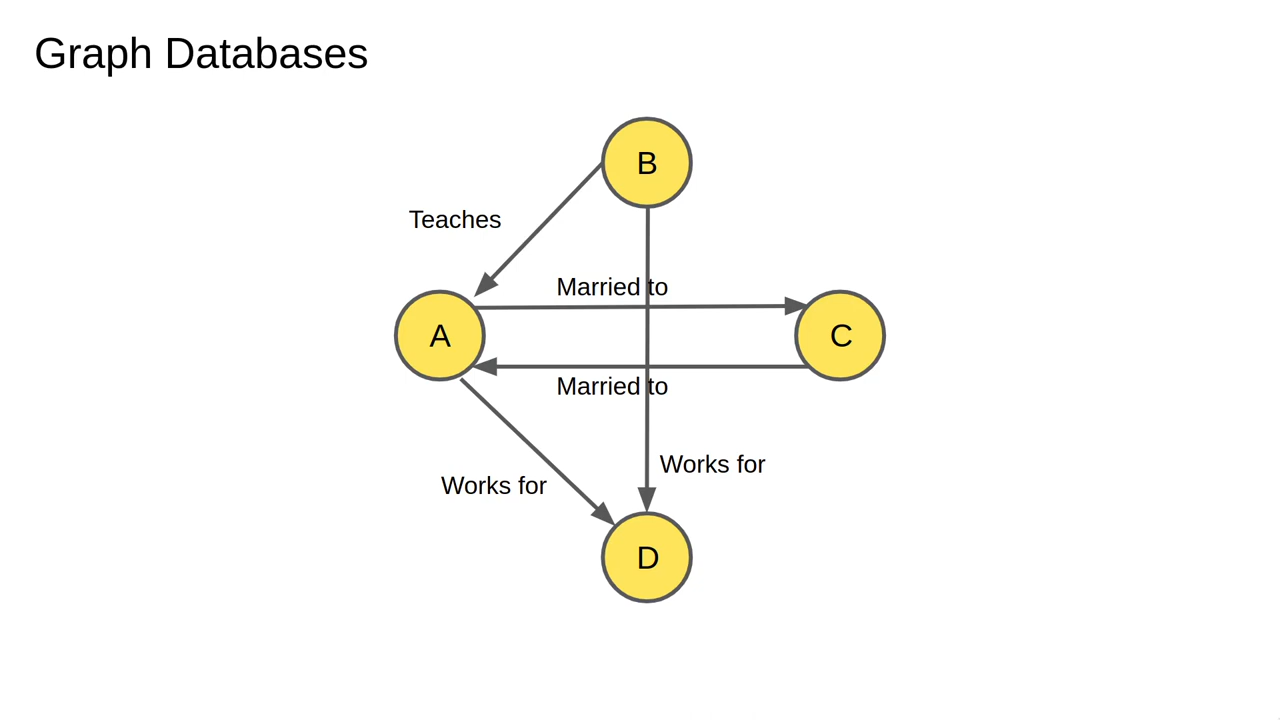 Graph Databases
B
Teaches
Married to
A
C
Married to
Works for
Works for
D